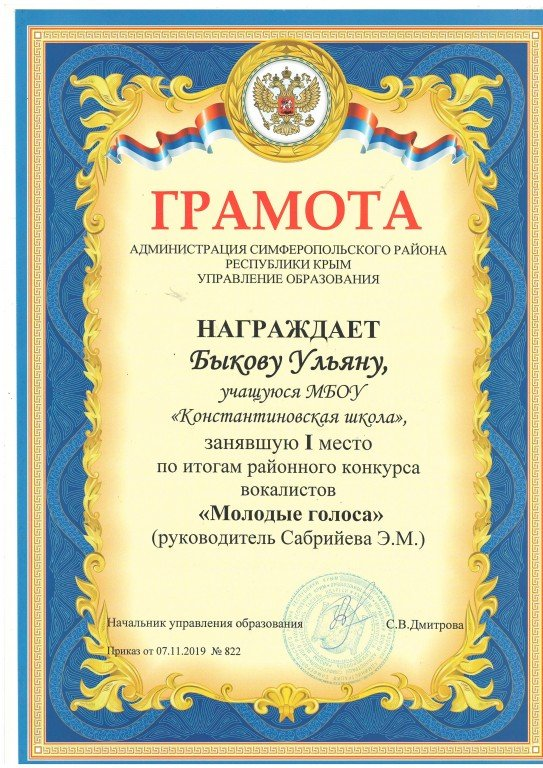 ГРАМОТА
АДМИНИСТРАЦИЯ СИМФЕРОПОЛЬСКОГО РАЙОНА
РЕСПУБЛИКИ КРЫМ
УПРАВЛЕНИЕ ОБРАЗОВАНИЯ
НАГРАЖДАЕТ
Быкову Ульяну,
учащуюся МБОУ
«Константиновская школа»,
занявшую I место
по итогам районного конкурса
вокалистов
«Молодые голоса»
(руководитель Сабрийева Э.М.)
Начальник управления образования С.В.Дмитрова
Приказ от 07.11.2019 № 822